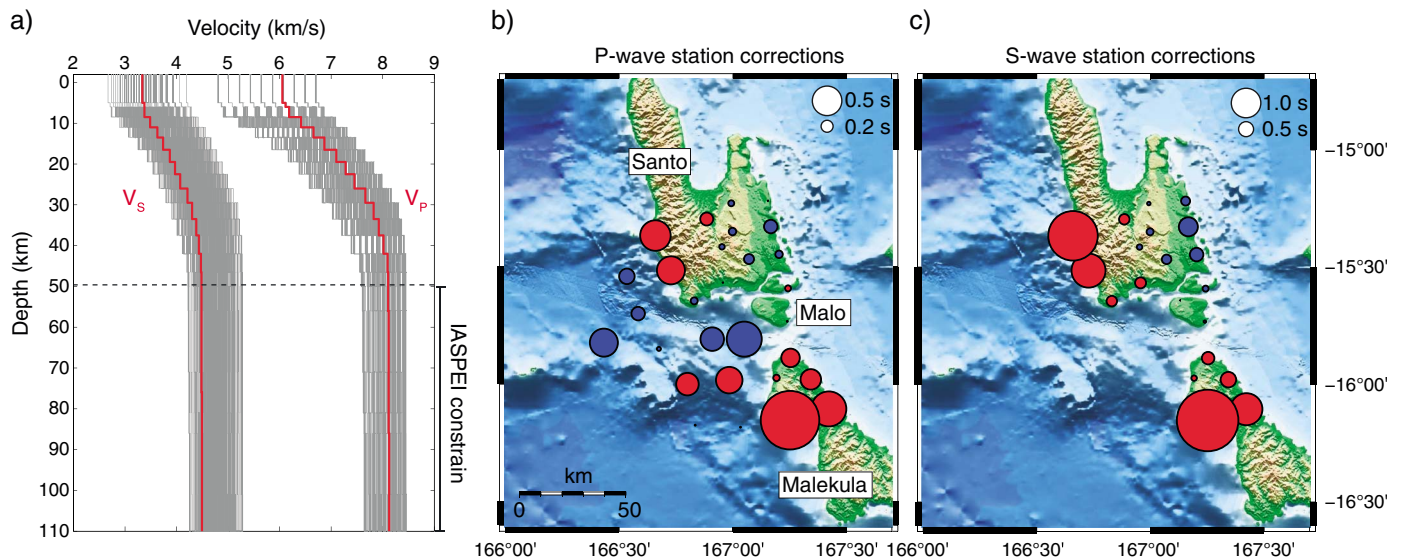 a)
Velocity (km/s)
2 3 4 5 6 7 8 9
0
10
20
30
40
50
60
70
80
90
100
110
Depth (km)
V_S
V_P
IASPEI constrain
b)
P-wave station corrections
0.5 s
0.2 s
Santo
Malo
Malekula
km
0 50
166°00' 166°30' 167°00' 167°30'
c)
S-wave station corrections
1.0 s
0.5 s
−15°00'
−15°30'
−16°00'
−16°30'
166°00' 166°30' 167°00' 167°30'